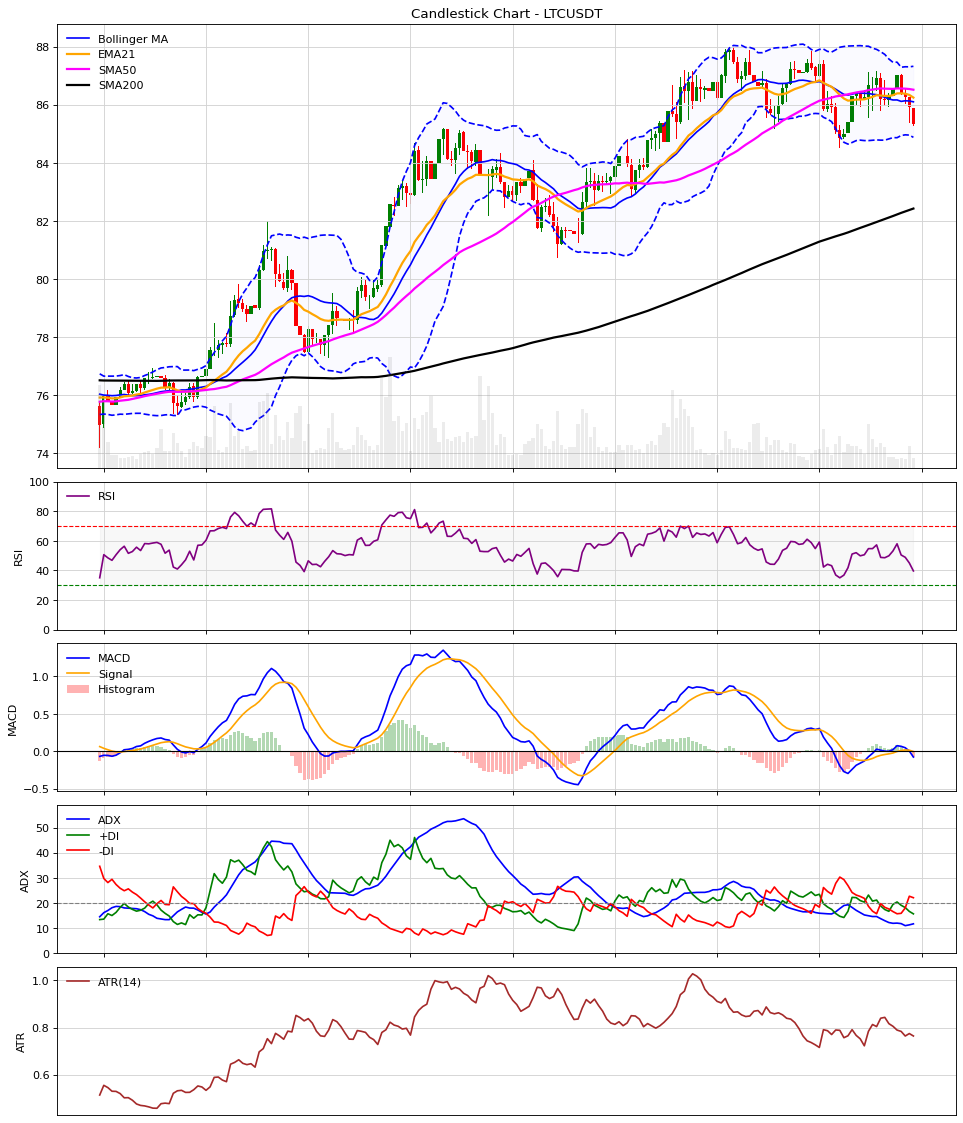 Candlestick Chart - LTCUSDT
Bollinger MA
EMA21
SMA50
SMA200
88
86
84
82
80
78
76
74
RSI
RSI
100
80
60
40
20
0
MACD
Signal
Histogram
MACD
1.0
0.5
0.0
−0.5
ADX
+DI
-DI
ADX
50
40
30
20
10
0
ATR(14)
ATR
1.0
0.8
0.6